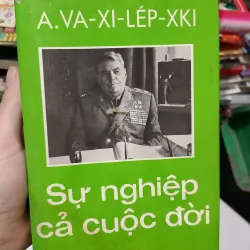 A.VA-XI-LÉP-XKI
Sự nghiệp
cả cuộc đời